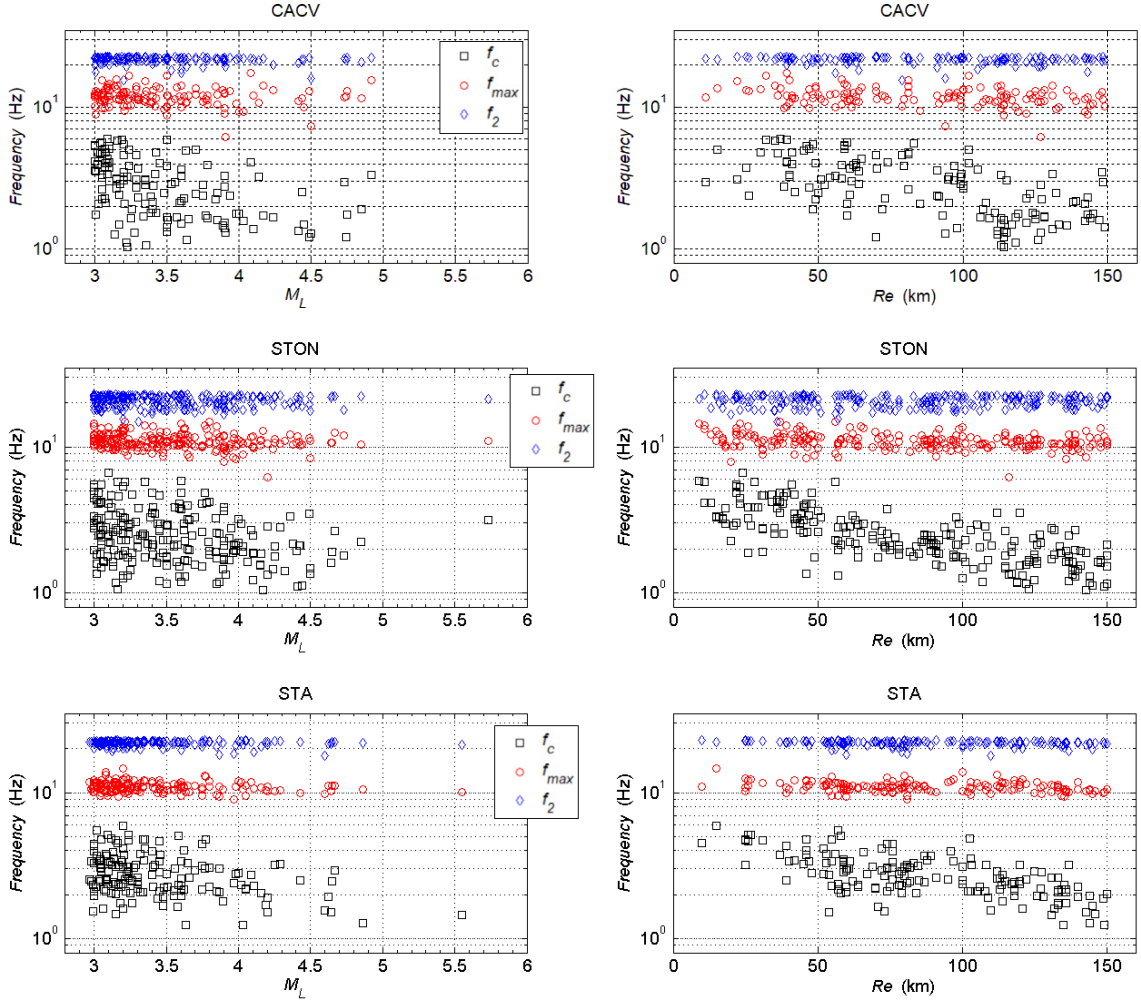 CACV
Frequency (Hz)
10^1
10^0
3 3.5 4 4.5 5 5.5 6
M_L
f_c
f_max
f_2
CACV
Frequency (Hz)
10^1
10^0
0 50 100 150
Re (km)
STON
Frequency (Hz)
10^1
10^0
3 3.5 4 4.5 5 5.5 6
M_L
f_c
f_max
f_2
STON
Frequency (Hz)
10^1
10^0
0 50 100 150
Re (km)
STA
Frequency (Hz)
10^1
10^0
3 3.5 4 4.5 5 5.5 6
M_L
f_c
f_max
f_2
STA
Frequency (Hz)
10^1
10^0
0 50 100 150
Re (km)